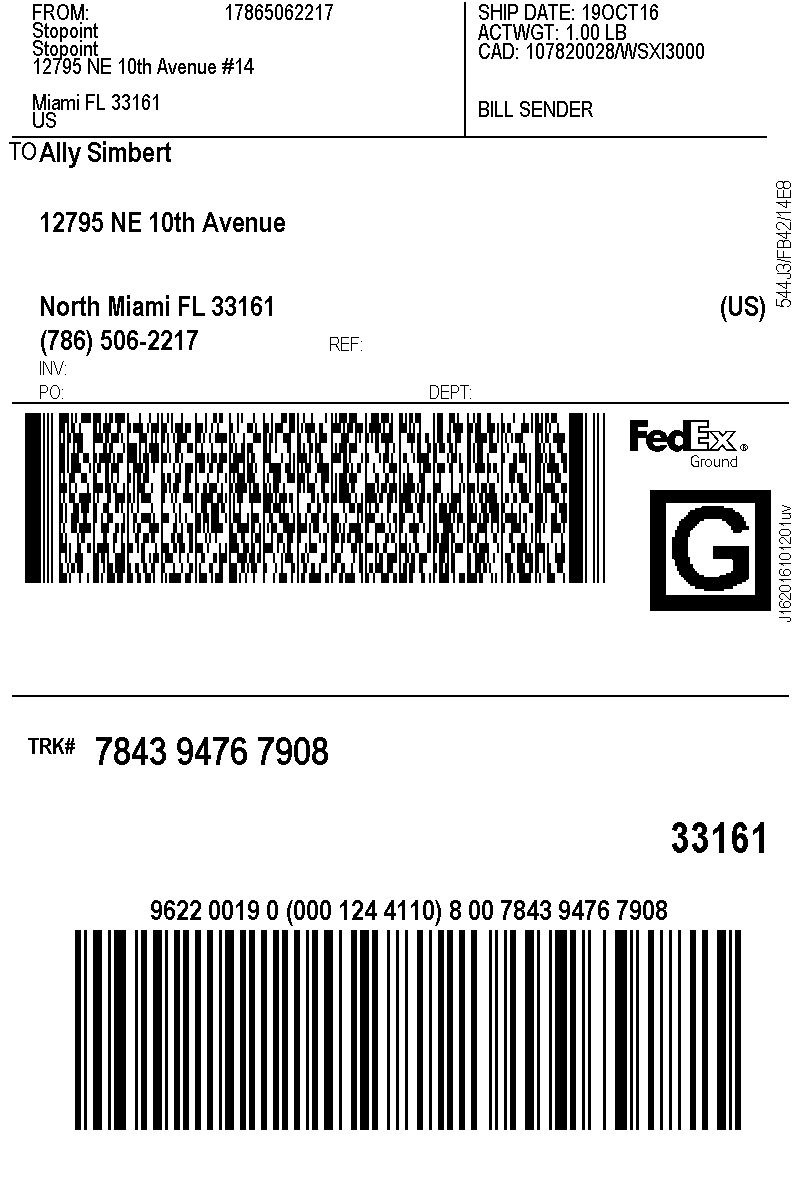 FROM: 17865062217
Stopoint
Stopoint
12795 NE 10th Avenue #14
Miami FL 33161
US
SHIP DATE: 19OCT16
ACTWGT: 1.00 LB
CAD: 107820028/WSXI3000
BILL SENDER
TO Ally Simbert
12795 NE 10th Avenue
North Miami FL 33161 (US)
(786) 506-2217 REF:
INV:
PO: DEPT:
544J3/FB42/14E8
FedEx®
Ground
G
J162016101201uv
TRK# 7843 9476 7908
33161
9622 0019 0 (000 124 4110) 8 00 7843 9476 7908